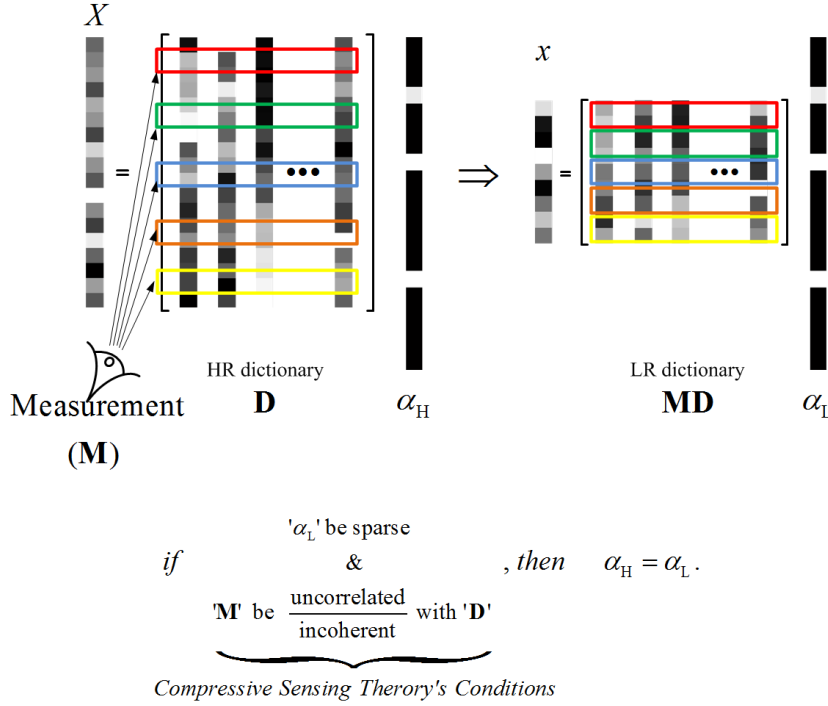 X
x
=
•••
⇒
=
•••
HR dictionary
LR dictionary
Measurement
D
α_H
MD
α_L
(M)
'α_L' be sparse
if & , then α_H = α_L .
'M' be uncorrelated/incoherent with 'D'
Compressive Sensing Therory's Conditions